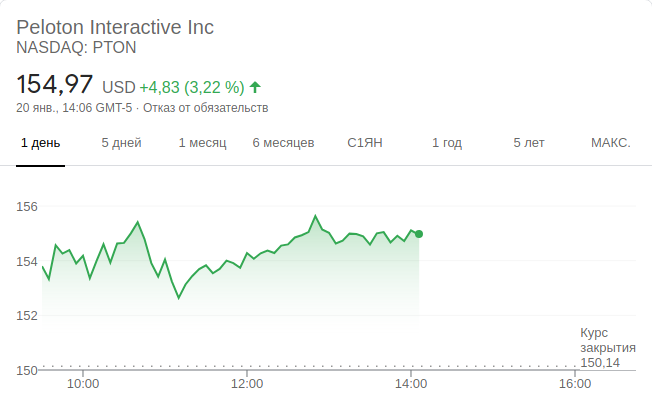 Peloton Interactive Inc
NASDAQ: PTON
154,97 USD +4,83 (3,22 %)
20 янв., 14:06 GMT-5 · Отказ от обязательств
1 день 5 дней 1 месяц 6 месяцев С1ЯН 1 год 5 лет МАКС.
156
154
152
Курс
закрытия
150,14
150
10:00 12:00 14:00 16:00